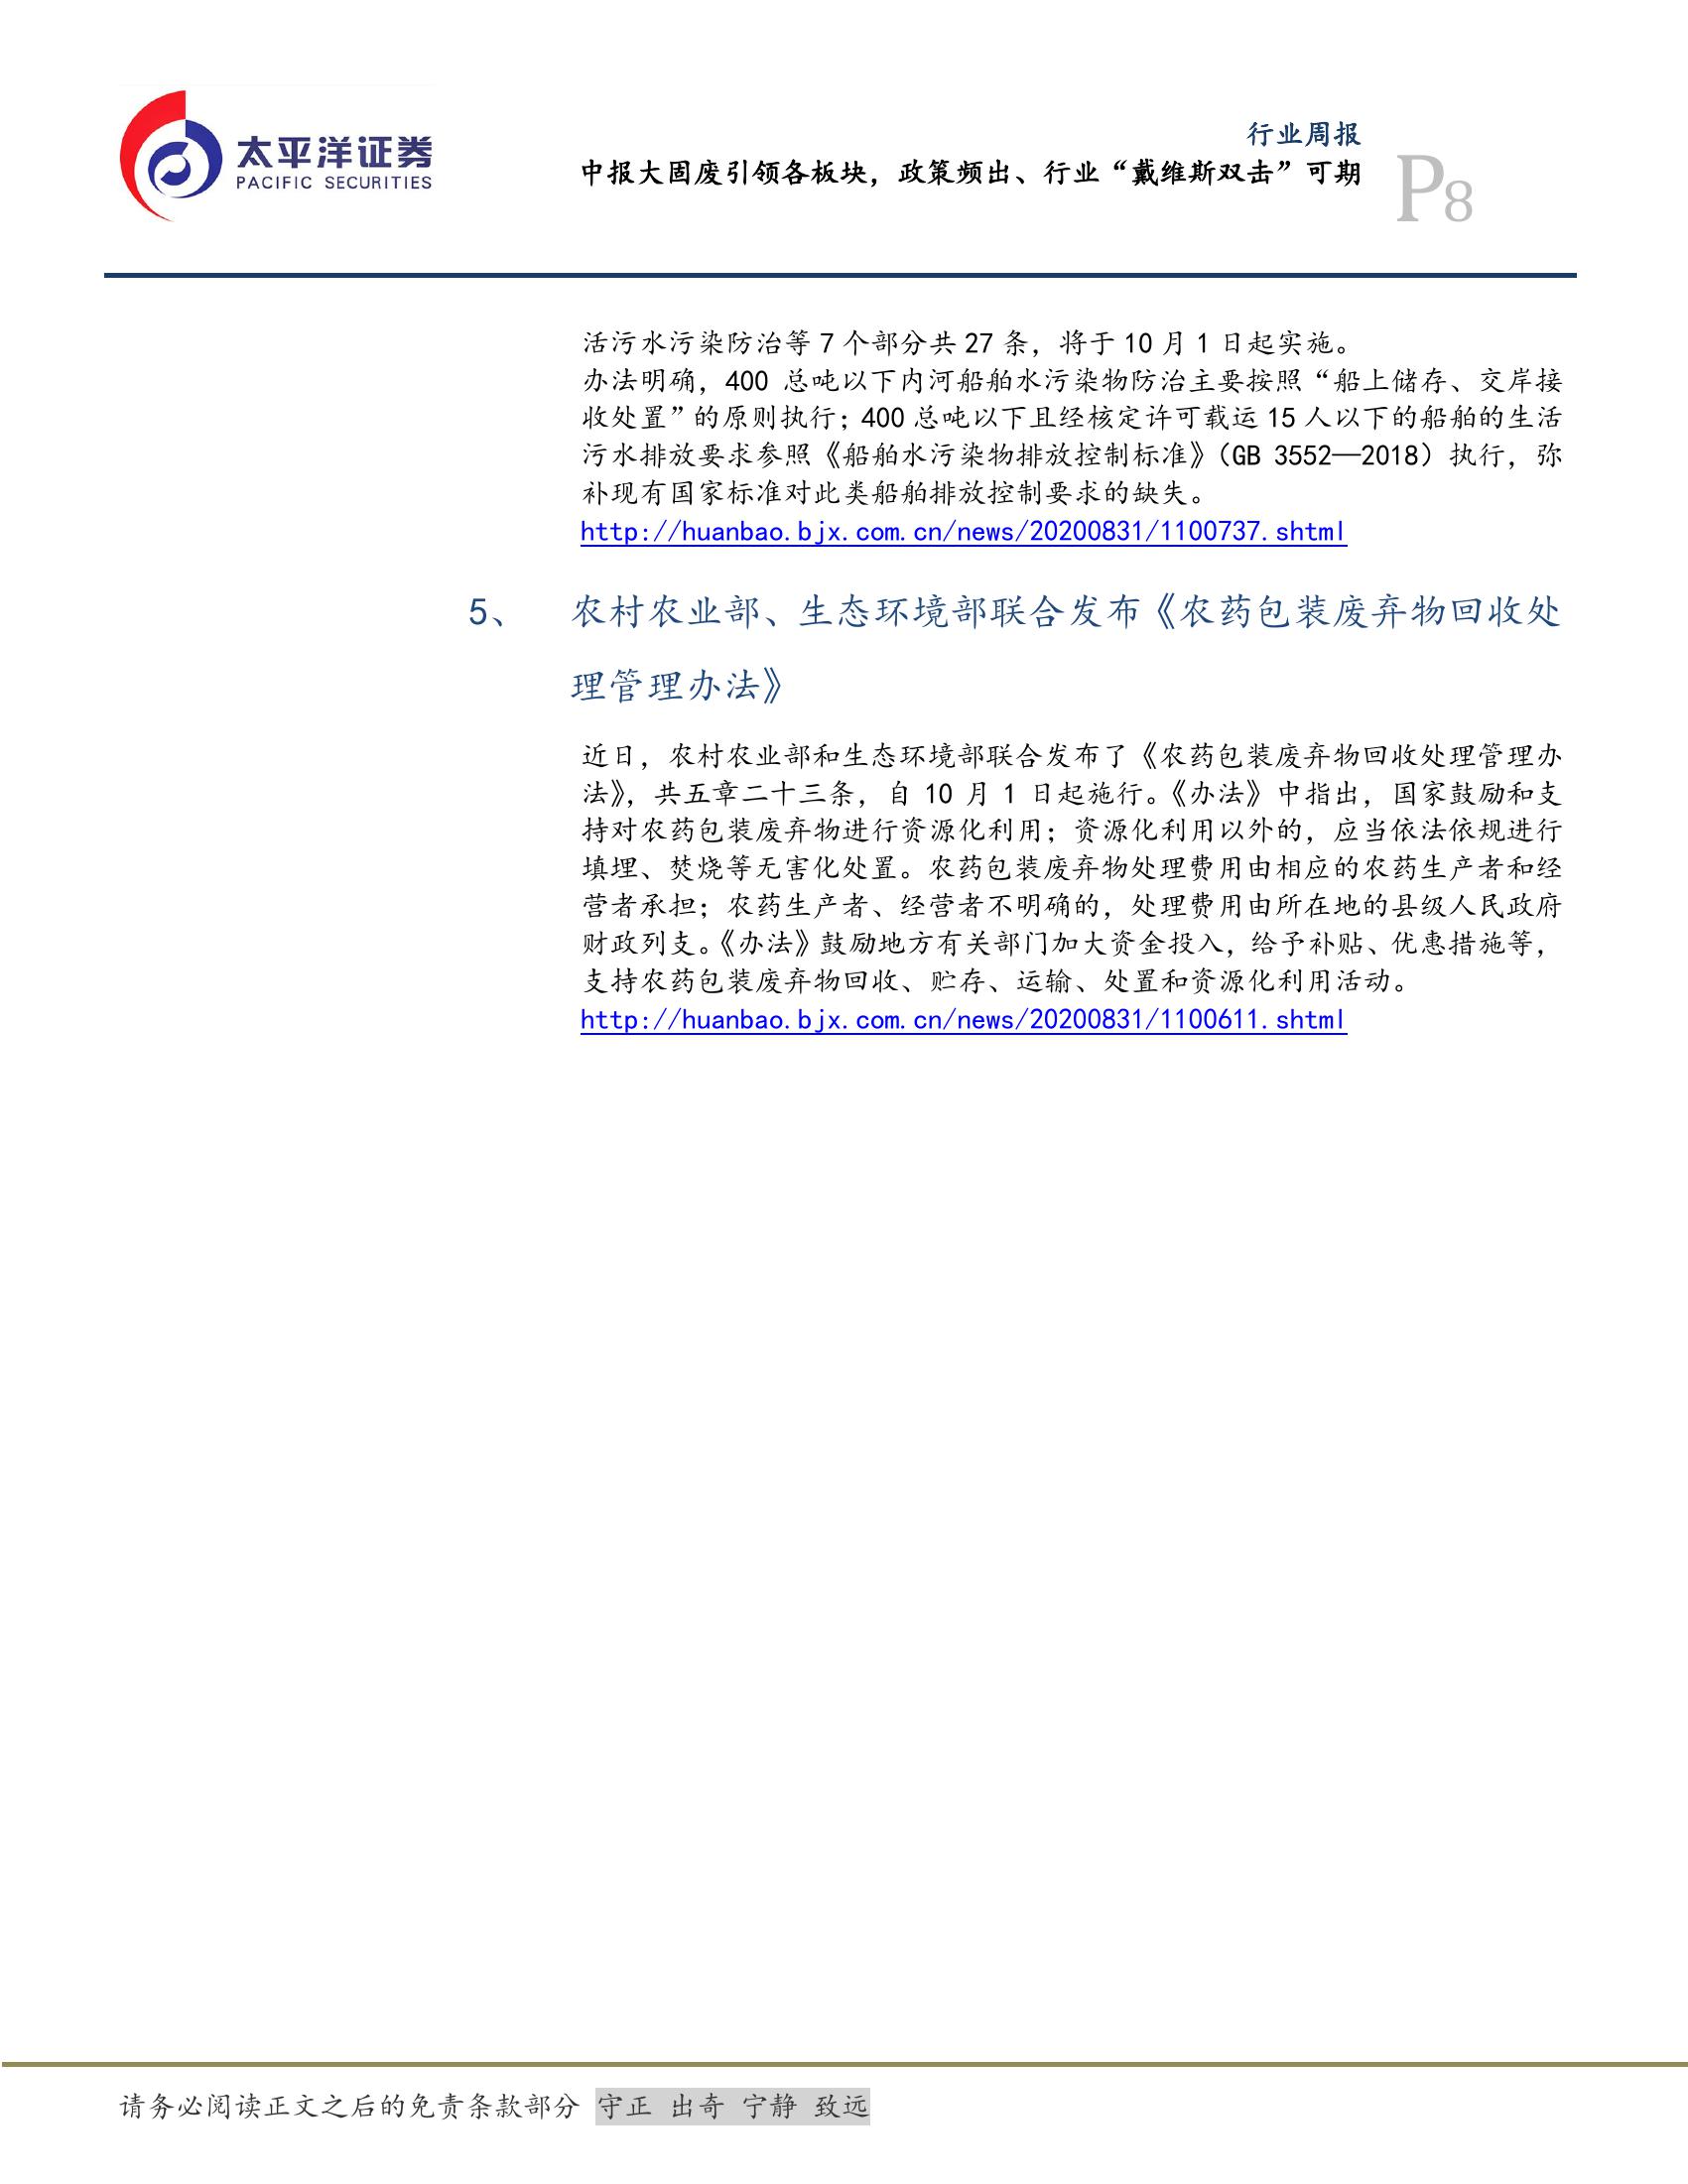 太平洋证券
PACIFIC SECURITIES
行业周报
中报大固废引领各板块，政策频出、行业“戴维斯双击”可期
P8
活污水污染防治等 7 个部分共 27 条，将于 10 月 1 日起实施。
办法明确，400 总吨以下内河船舶水污染物防治主要按照“船上储存、交岸接
收处置”的原则执行；400 总吨以下且经核定许可载运 15 人以下的船舶的生活
污水排放要求参照《船舶水污染物排放控制标准》（GB 3552—2018）执行，弥
补现有国家标准对此类船舶排放控制要求的缺失。
http://huanbao.bjx.com.cn/news/20200831/1100737.shtml
5、 农村农业部、生态环境部联合发布《农药包装废弃物回收处
理管理办法》
近日，农村农业部和生态环境部联合发布了《农药包装废弃物回收处理管理办
法》，共五章二十三条，自 10 月 1 日起施行。《办法》中指出，国家鼓励和支
持对农药包装废弃物进行资源化利用；资源化利用以外的，应当依法依规进行
填埋、焚烧等无害化处置。农药包装废弃物处理费用由相应的农药生产者和经
营者承担；农药生产者、经营者不明确的，处理费用由所在地的县级人民政府
财政列支。《办法》鼓励地方有关部门加大资金投入，给予补贴、优惠措施等，
支持农药包装废弃物回收、贮存、运输、处置和资源化利用活动。
http://huanbao.bjx.com.cn/news/20200831/1100611.shtml
请务必阅读正文之后的免责条款部分 守正 出奇 宁静 致远